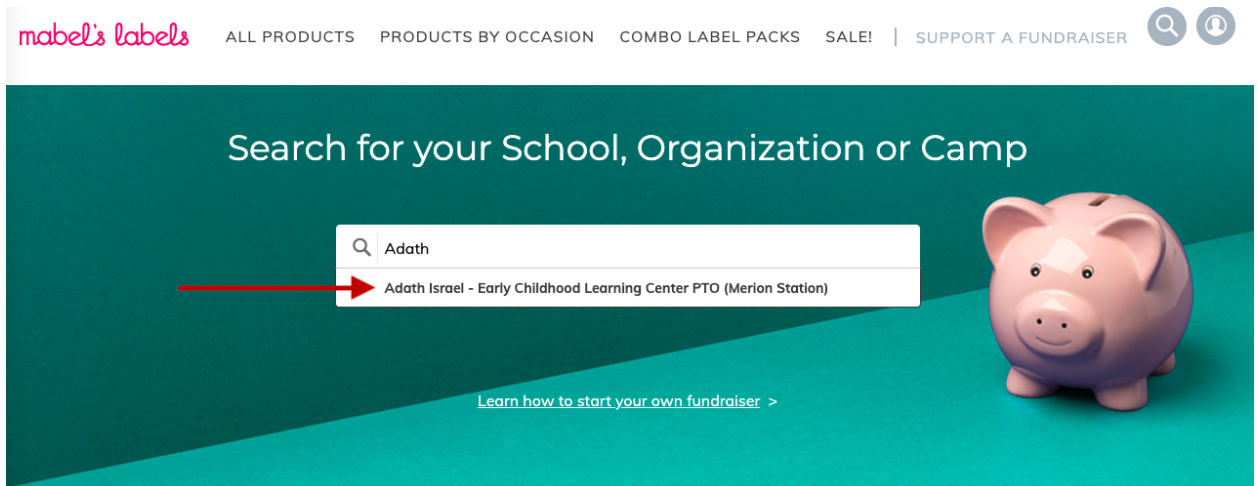 mabel's labels ALL PRODUCTS PRODUCTS BY OCCASION COMBO LABEL PACKS SALE! | SUPPORT A FUNDRAISER
Search for your School, Organization or Camp
Adath
Adath Israel - Early Childhood Learning Center PTO (Merion Station)
Learn how to start your own fundraiser >